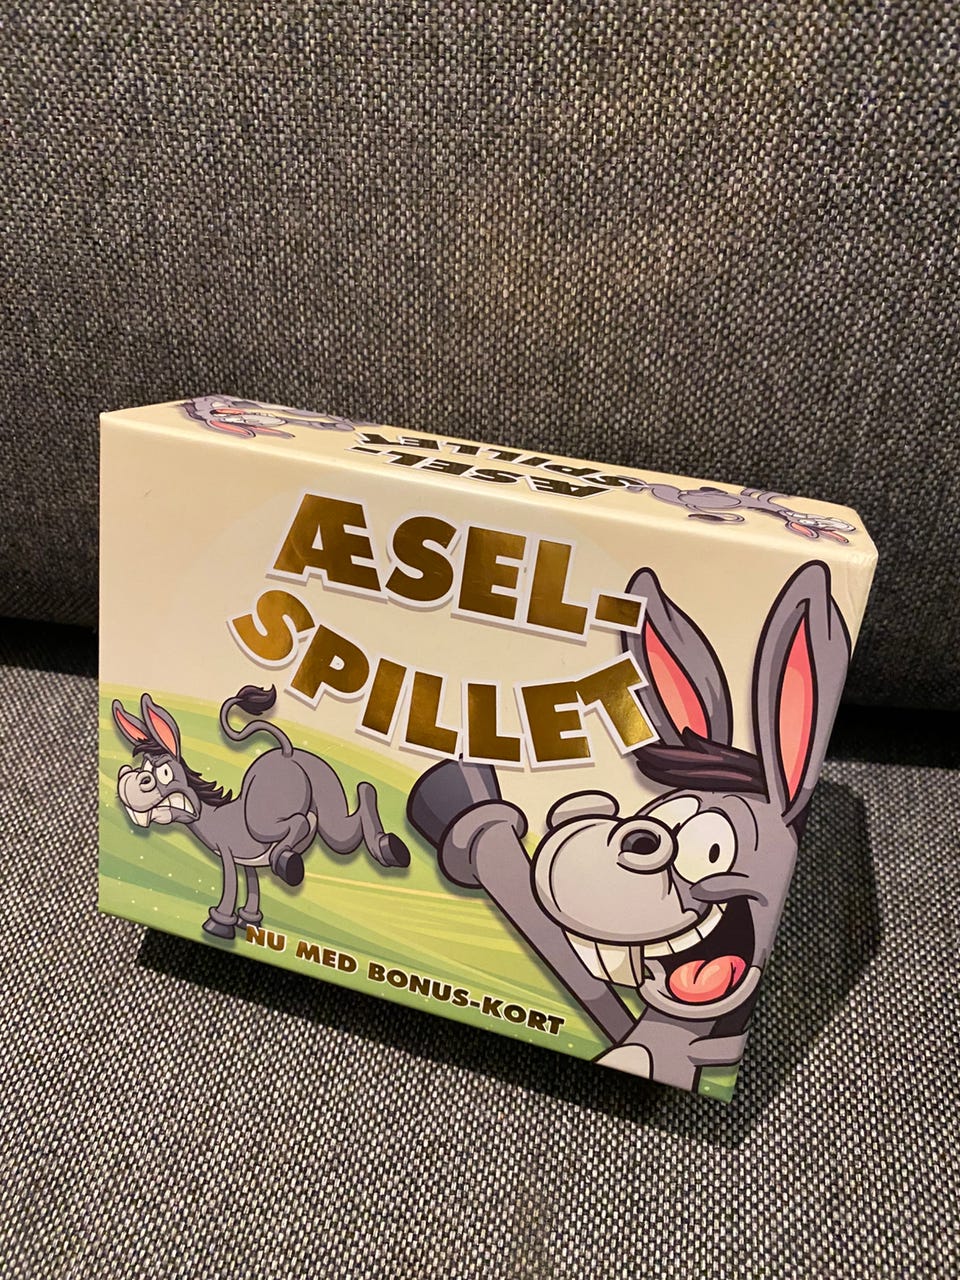 ÆSEL-
SPILLET
ÆSEL-
SPILLET
NU MED BONUS-KORT